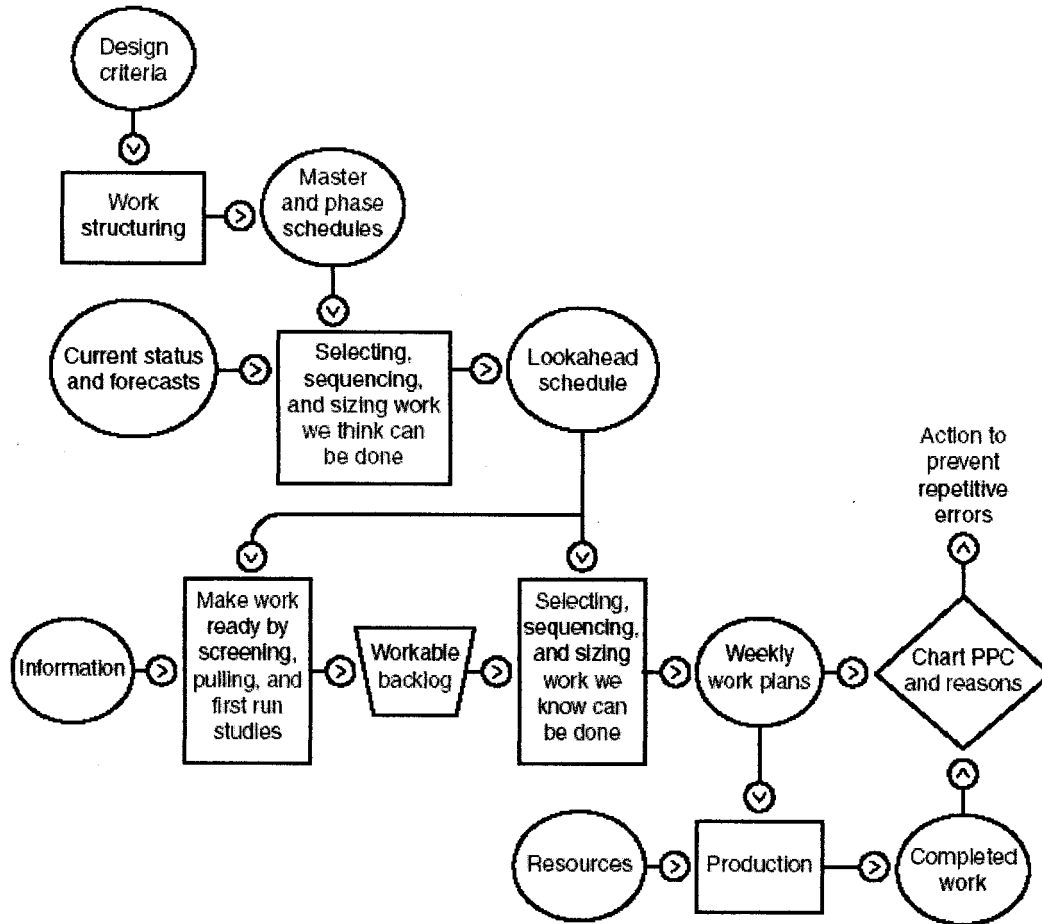 Design
criteria
Work
structuring
Master
and phase
schedules
Current status
and forecasts
Selecting,
sequencing,
and sizing work
we think can
be done
Lookahead
schedule
Action to
prevent
repetitive
errors
Information
Make work
ready by
screening,
pulling, and
first run
studies
Workable
backlog
Selecting,
sequencing,
and sizing
work we
know can
be done
Weekly
work plans
Chart PPC
and reasons
Resources
Production
Completed
work